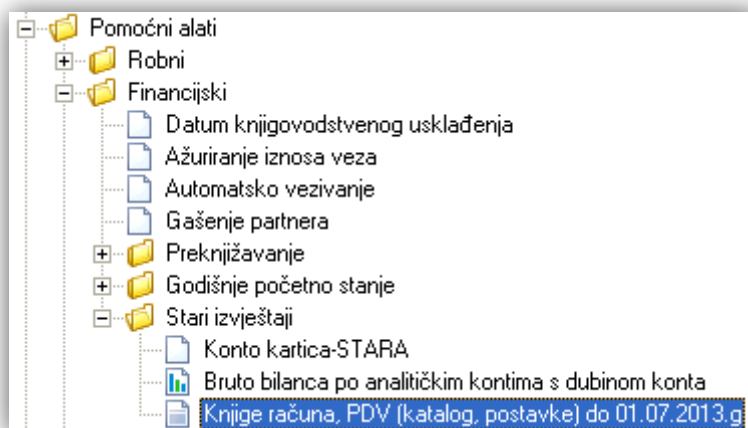 Pomoćni alati
Robni
Financijski
Datum knjigovodstvenog usklađenja
Ažuriranje iznosa veza
Automatsko vezivanje
Gašenje partnera
Preknjižavanje
Godišnje početno stanje
Stari izvještaji
Konto kartica-STARA
Bruto bilanca po analitičkim kontima s dubinom konta
Knjige računa, PDV (katalog, postavke) do 01.07.2013.g